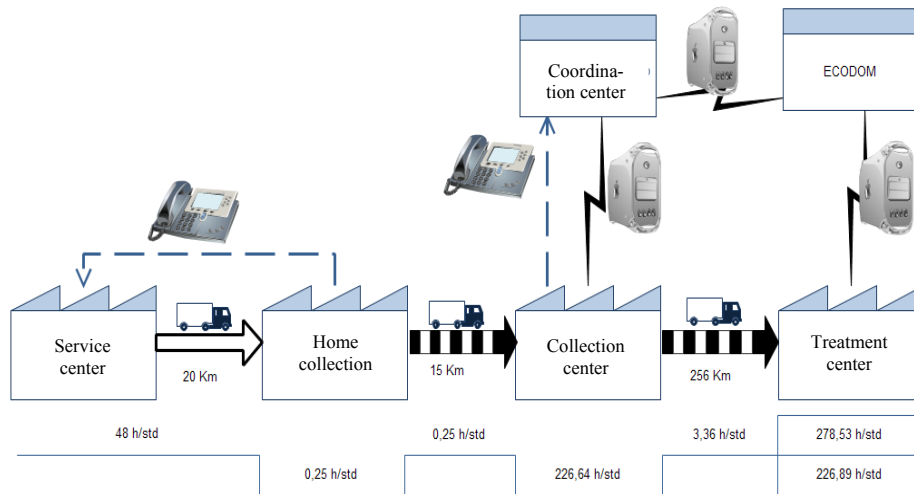 Coordina-
tion center
ECODOM
Service
center
Home
collection
Collection
center
Treatment
center
20 Km
15 Km
256 Km
48 h/std
0,25 h/std
3,36 h/std
278,53 h/std
0,25 h/std
226,64 h/std
226,89 h/std